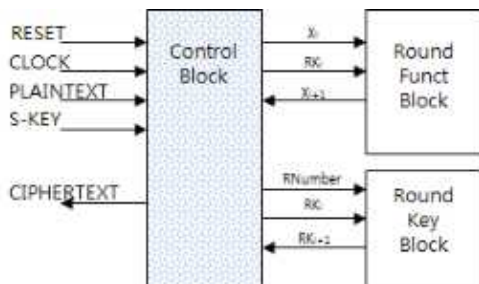 RESET
CLOCK
PLAINTEXT
S-KEY
CIPHERTEXT
Control
Block
Xᵢ
RKᵢ
Xᵢ₊₁
Round
Funct
Block
RNumber
RKᵢ
RKᵢ₊₁
Round
Key
Block